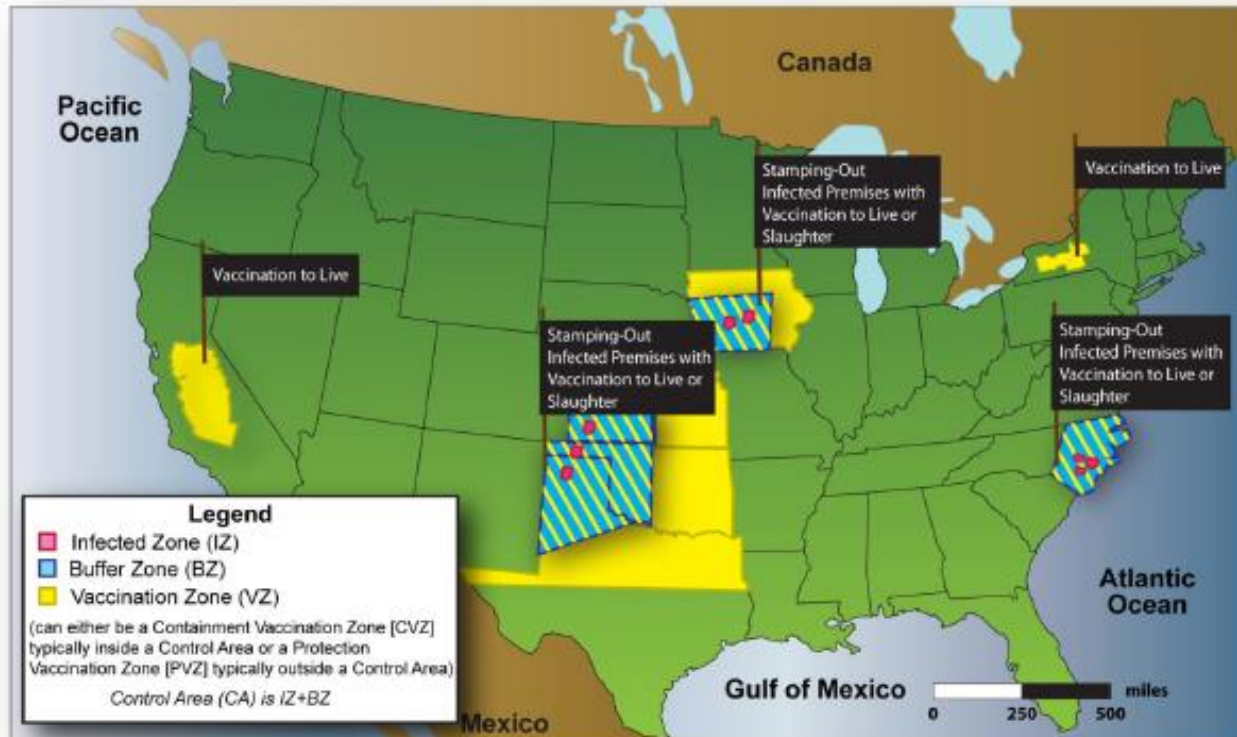 Canada
Pacific
Ocean
Stamping-Out
Infected Premises with
Vaccination to Live or
Slaughter
Vaccination to Live
Vaccination to Live
Stamping-Out
Infected Premises with
Vaccination to Live or
Slaughter
Stamping-Out
Infected Premises with
Vaccination to Live or
Slaughter
Legend
Infected Zone (IZ)
Buffer Zone (BZ)
Vaccination Zone (VZ)
(can either be a Containment Vaccination Zone [CVZ]
typically inside a Control Area or a Protection
Vaccination Zone [PVZ] typically outside a Control Area)
Control Area (CA) is IZ+BZ
Atlantic
Ocean
Gulf of Mexico
miles
0 250 500
Mexico